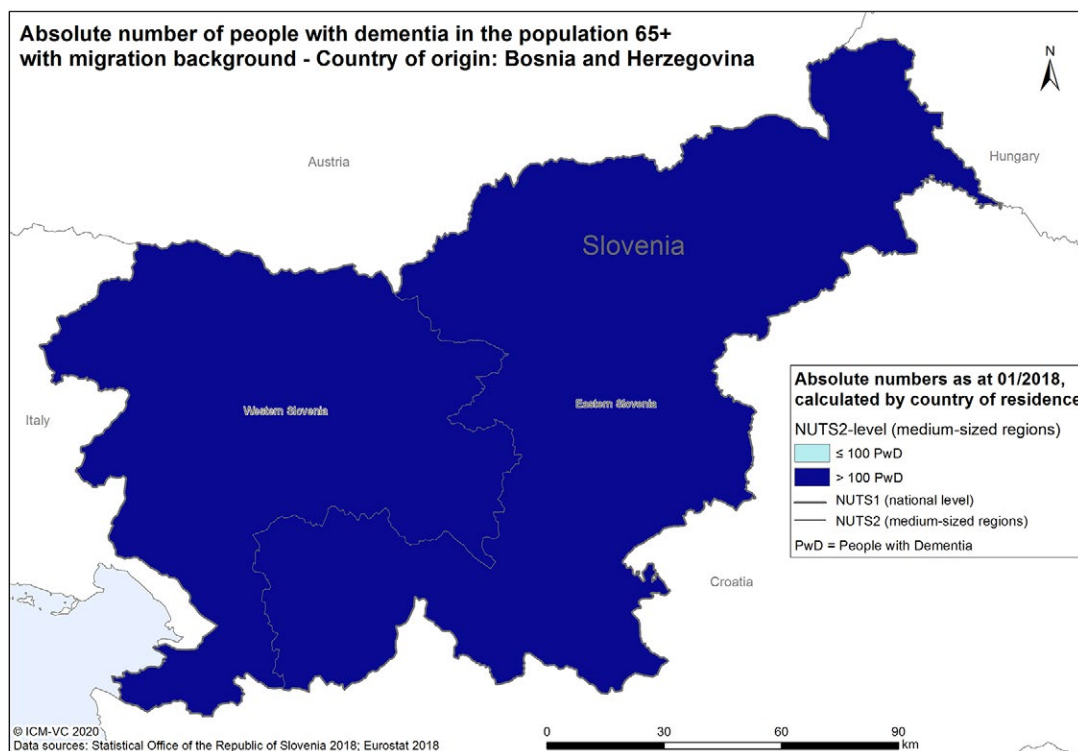 Absolute number of people with dementia in the population 65+
with migration background - Country of origin: Bosnia and Herzegovina
N
Austria
Hungary
Slovenia
Italy
Western Slovenia
Eastern Slovenia
Croatia
Absolute numbers as at 01/2018,
calculated by country of residence
NUTS2-level (medium-sized regions)
≤ 100 PwD
> 100 PwD
NUTS1 (national level)
NUTS2 (medium-sized regions)
PwD = People with Dementia
© ICM-VC 2020
Data sources: Statistical Office of the Republic of Slovenia 2018; Eurostat 2018
0 30 60 90
km